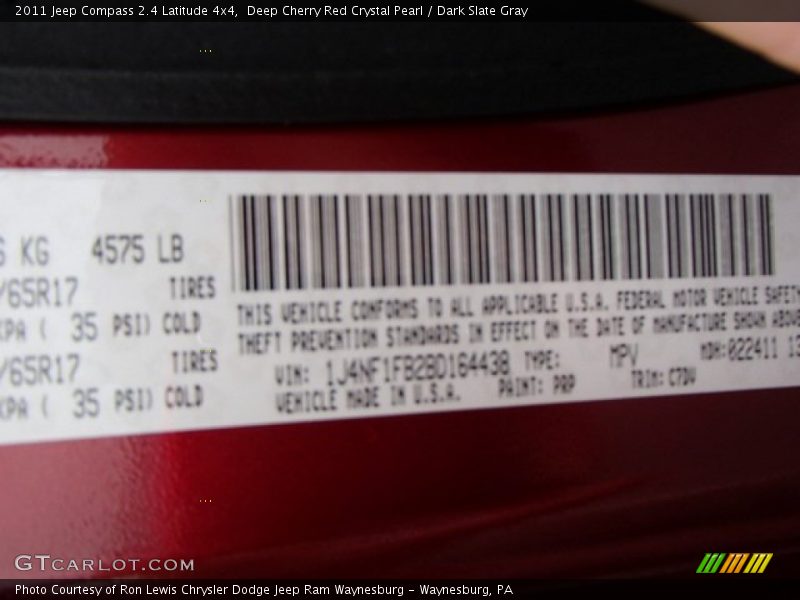 2011 Jeep Compass 2.4 Latitude 4x4,  Deep Cherry Red Crystal Pearl / Dark Slate Gray
KG 4575 LB
/65R17 TIRES
KPA ( 35 PSI) COLD
/65R17 TIRES
KPA ( 35 PSI) COLD
THIS VEHICLE CONFORMS TO ALL APPLICABLE U.S.A. FEDERAL MOTOR VEHICLE SAFETY
THEFT PREVENTION STANDARDS IN EFFECT ON THE DATE OF MANUFACTURE SHOWN ABOVE
VIN: 1J4NF1FB2BD164438 TYPE: MPV MDH:022411 13
VEHICLE MADE IN U.S.A. PAINT: PRP TRIM: C7DV
GTCARLOT.COM
Photo Courtesy of Ron Lewis Chrysler Dodge Jeep Ram Waynesburg – Waynesburg, PA